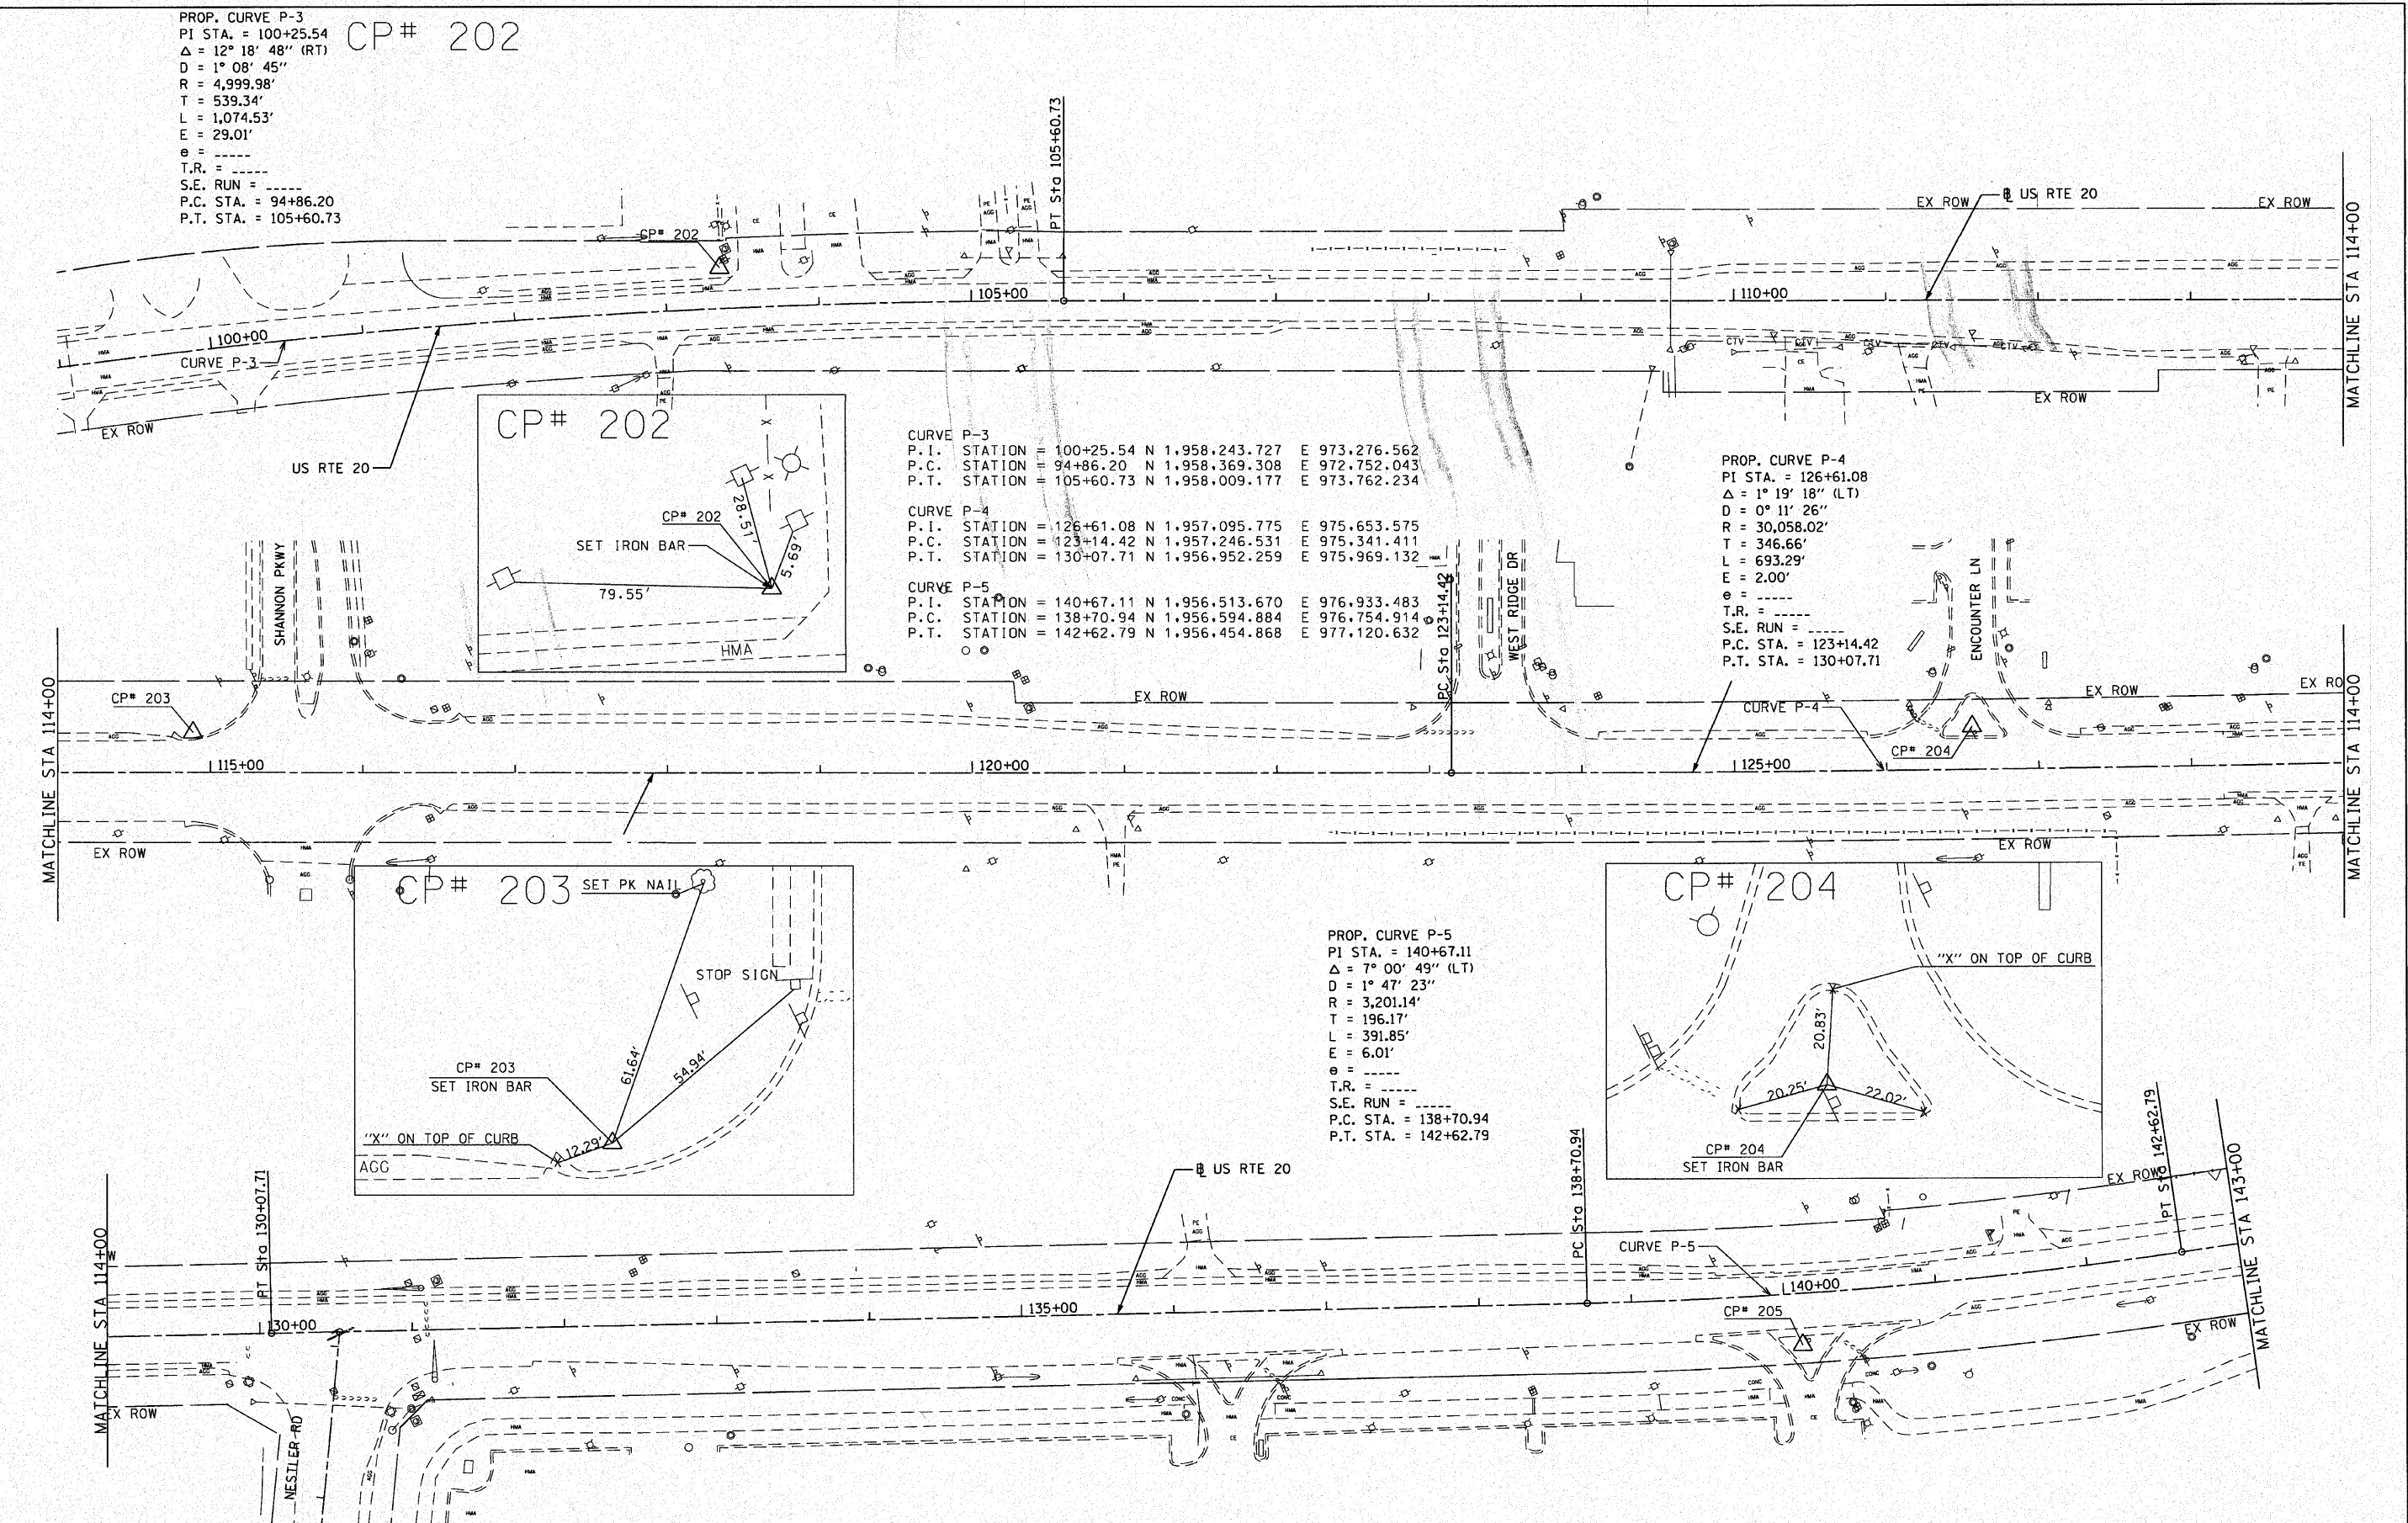 PROP. CURVE P-3
PI STA. = 100+25.54
Δ = 12° 18' 48" (RT)
D = 1° 08' 45"
R = 4,999.98'
T = 539.34'
L = 1,074.53'
E = 29.01'
e = -----
T.R. = -----
S.E. RUN = -----
P.C. STA. = 94+86.20
P.T. STA. = 105+60.73
CP# 202
PT Sta 105+60.73
CP# 202
EX ROW
℄ US RTE 20
EX ROW
MATCHLINE STA 114+00
100+00
105+00
110+00
CURVE P-3
EX ROW
US RTE 20
CTV
CTV
CTV
CTV
EX ROW
CP# 202
28.51'
CP# 202
SET IRON BAR
5.69'
79.55'
HMA
CURVE P-3
P.I. STATION = 100+25.54 N 1,958,243.727 E 973,276.562
P.C. STATION = 94+86.20 N 1,958,369.308 E 972,752.043
P.T. STATION = 105+60.73 N 1,958,009.177 E 973,762.234
CURVE P-4
P.I. STATION = 126+61.08 N 1,957,095.775 E 975,653.575
P.C. STATION = 123+14.42 N 1,957,246.531 E 975,341.411
P.T. STATION = 130+07.71 N 1,956,952.259 E 975,969.132
CURVE P-5
P.I. STATION = 140+67.11 N 1,956,513.670 E 976,933.483
P.C. STATION = 138+70.94 N 1,956,594.884 E 976,754.914
P.T. STATION = 142+62.79 N 1,956,454.868 E 977,120.632
PROP. CURVE P-4
PI STA. = 126+61.08
Δ = 1° 19' 18" (LT)
D = 0° 11' 26"
R = 30,058.02'
T = 346.66'
L = 693.29'
E = 2.00'
e = -----
T.R. = -----
S.E. RUN = -----
P.C. STA. = 123+14.42
P.T. STA. = 130+07.71
SHANNON PKWY
PC Sta 123+14.42
WEST RIDGE DR
ENCOUNTER LN
MATCHLINE STA 114+00
CP# 203
EX ROW
CURVE P-4
CP# 204
EX ROW
EX RO
MATCHLINE STA 114+00
115+00
120+00
125+00
EX ROW
EX ROW
CP# 203
SET PK NAIL
STOP SIGN
61.64'
54.94'
CP# 203
SET IRON BAR
"X" ON TOP OF CURB
12.29'
AGG
PROP. CURVE P-5
PI STA. = 140+67.11
Δ = 7° 00' 49" (LT)
D = 1° 47' 23"
R = 3,201.14'
T = 196.17'
L = 391.85'
E = 6.01'
e = -----
T.R. = -----
S.E. RUN = -----
P.C. STA. = 138+70.94
P.T. STA. = 142+62.79
CP# 204
"X" ON TOP OF CURB
20.83'
20.25'
22.02'
CP# 204
SET IRON BAR
MATCHLINE STA 114+00
W
PT Sta 130+07.71
℄ US RTE 20
PC Sta 138+70.94
CURVE P-5
EX ROW
PT Sta 142+62.79
MATCHLINE STA 143+00
130+00
135+00
140+00
CP# 205
EX ROW
EX ROW
NESTLER RD